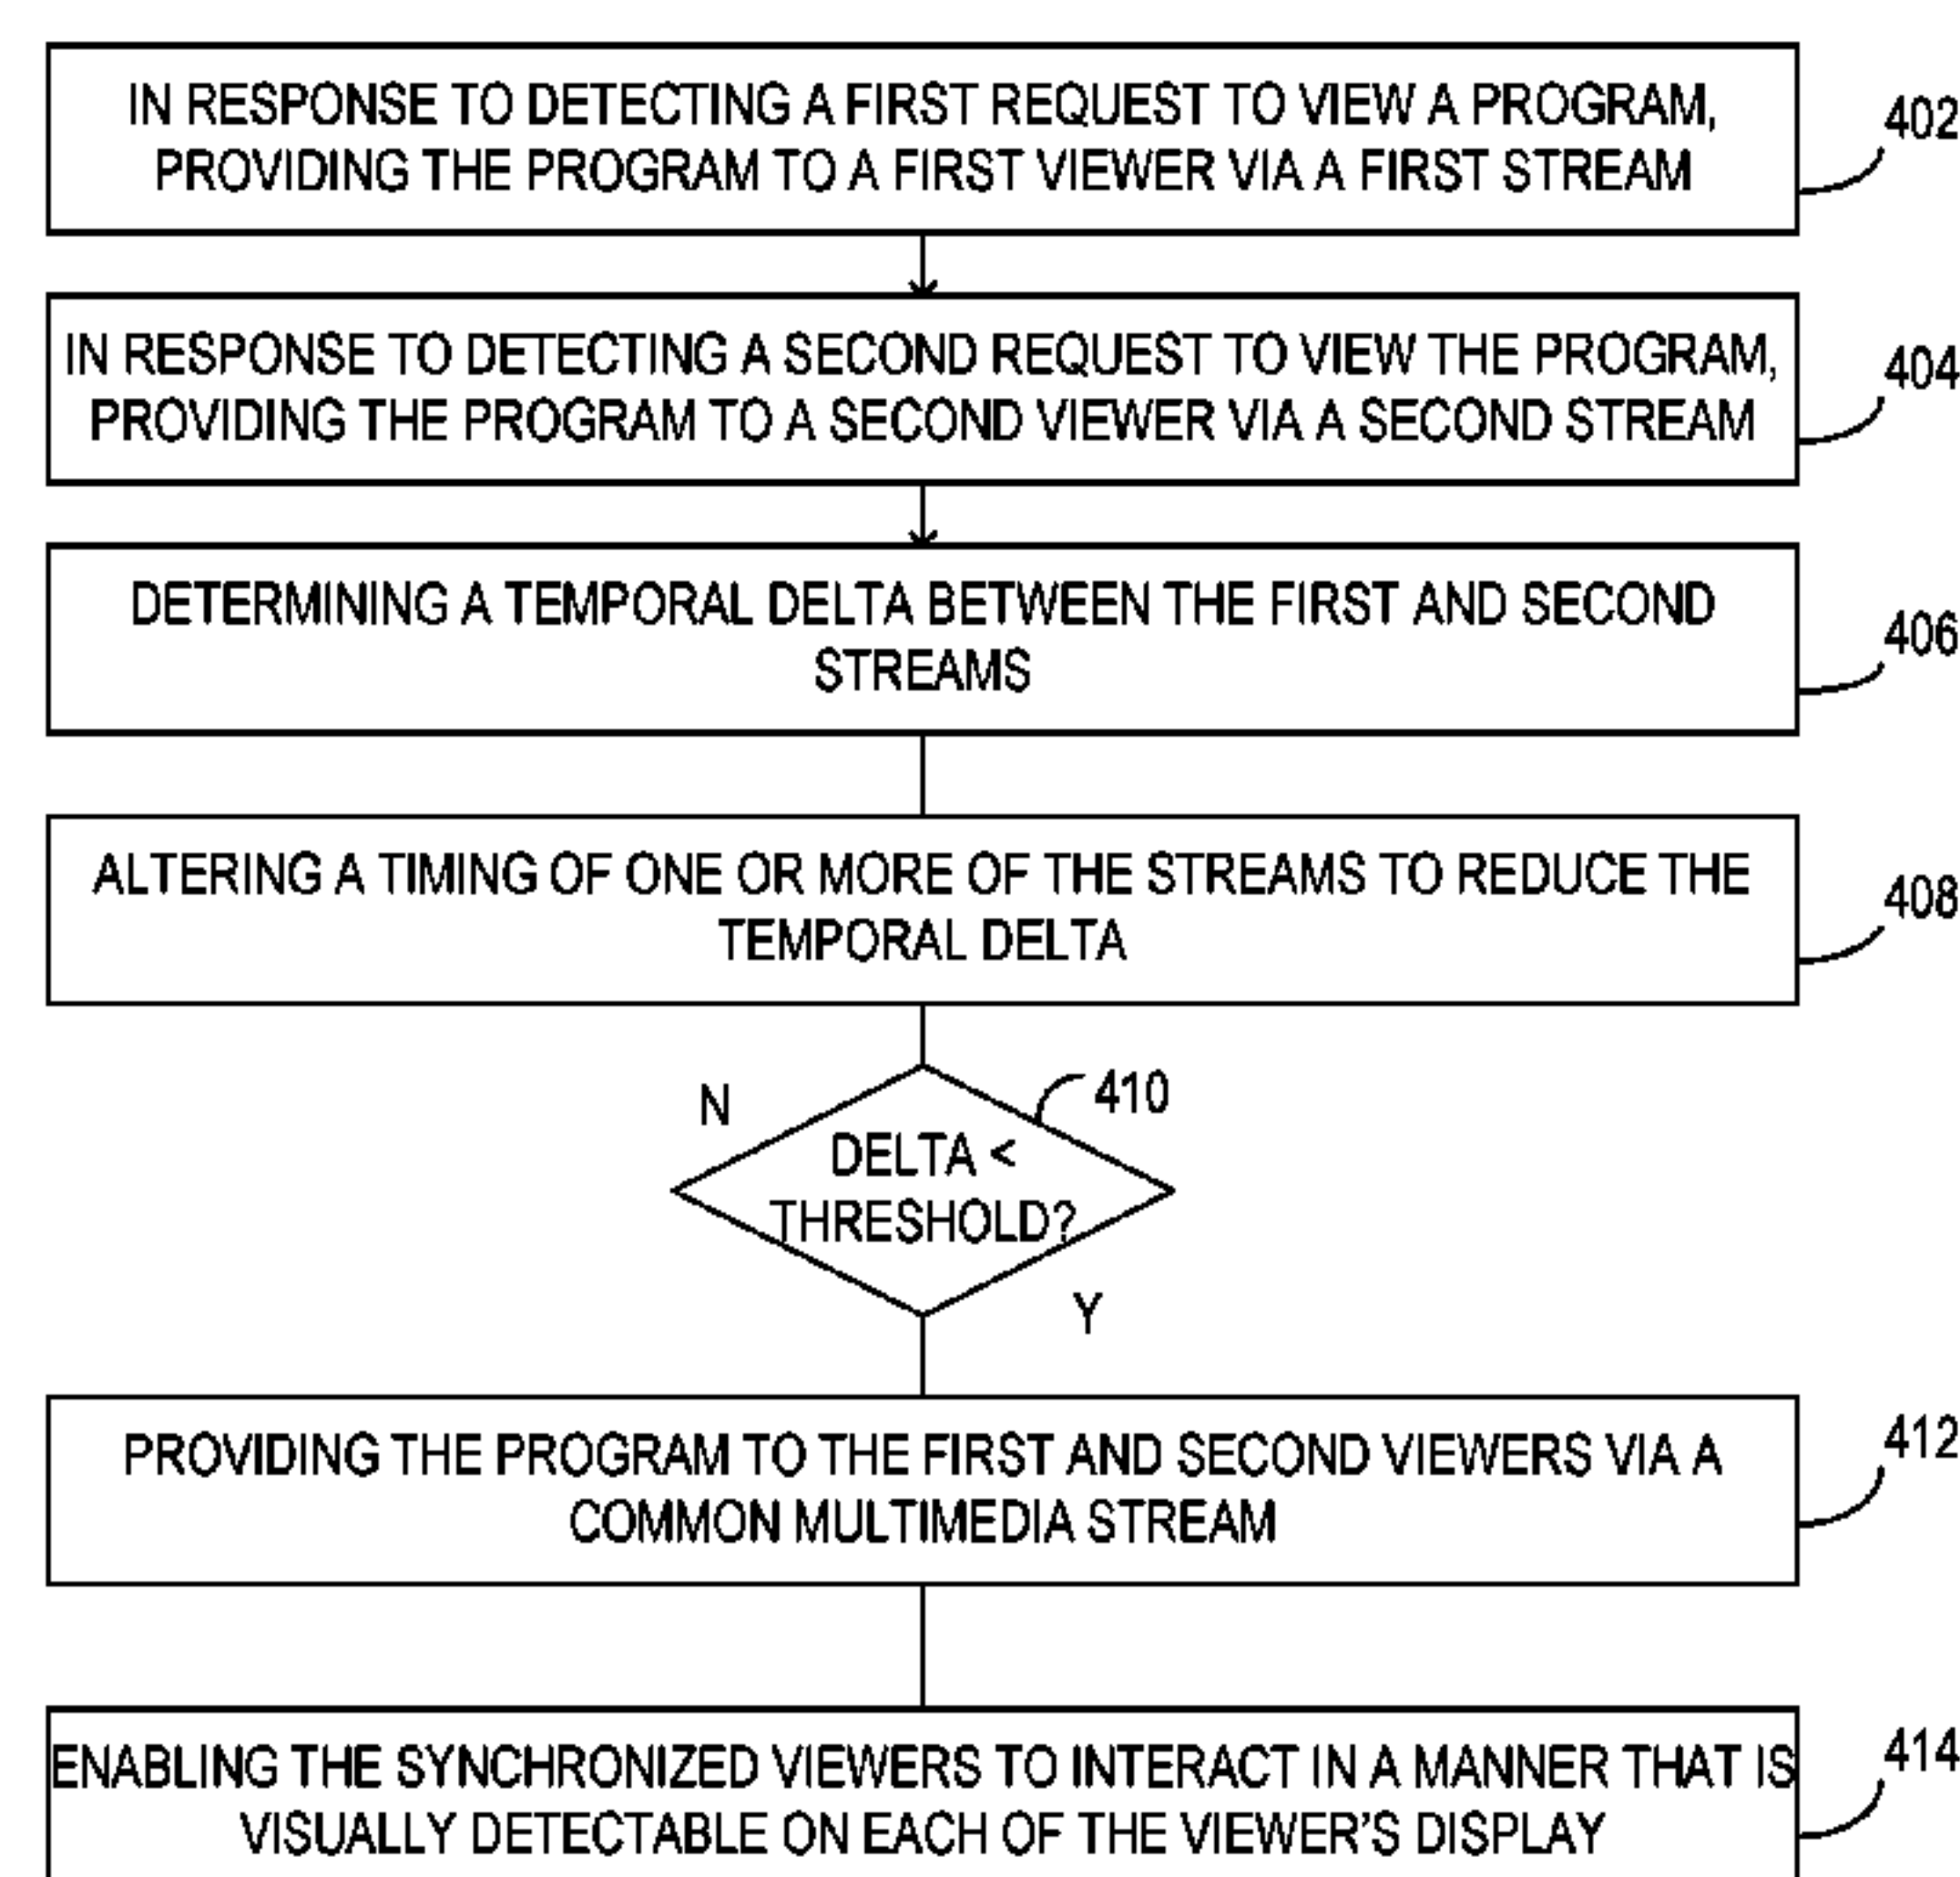 IN RESPONSE TO DETECTING A FIRST REQUEST TO VIEW A PROGRAM,
PROVIDING THE PROGRAM TO A FIRST VIEWER VIA A FIRST STREAM
402
IN RESPONSE TO DETECTING A SECOND REQUEST TO VIEW THE PROGRAM,
PROVIDING THE PROGRAM TO A SECOND VIEWER VIA A SECOND STREAM
404
DETERMINING A TEMPORAL DELTA BETWEEN THE FIRST AND SECOND
STREAMS
406
ALTERING A TIMING OF ONE OR MORE OF THE STREAMS TO REDUCE THE
TEMPORAL DELTA
408
N
410
DELTA <
THRESHOLD?
Y
PROVIDING THE PROGRAM TO THE FIRST AND SECOND VIEWERS VIA A
COMMON MULTIMEDIA STREAM
412
ENABLING THE SYNCHRONIZED VIEWERS TO INTERACT IN A MANNER THAT IS
VISUALLY DETECTABLE ON EACH OF THE VIEWER'S DISPLAY
414